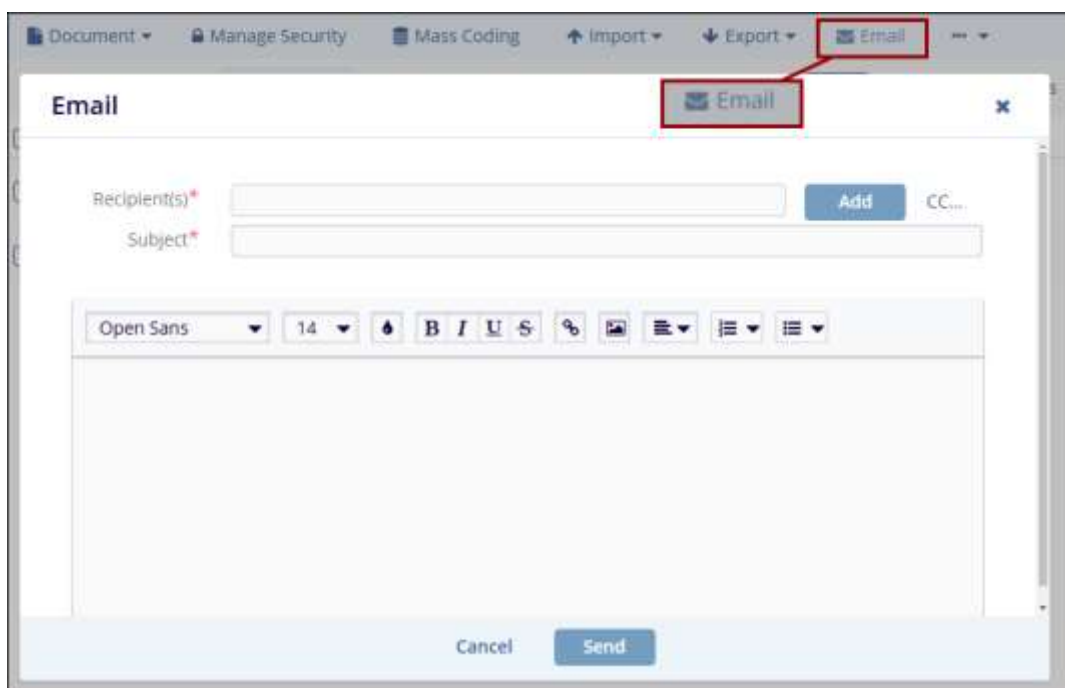 Document Manage Security Mass Coding Import Export Email
Email Email
Recipient(s)* Add CC...
Subject*
Open Sans 14 B I U S
Cancel Send